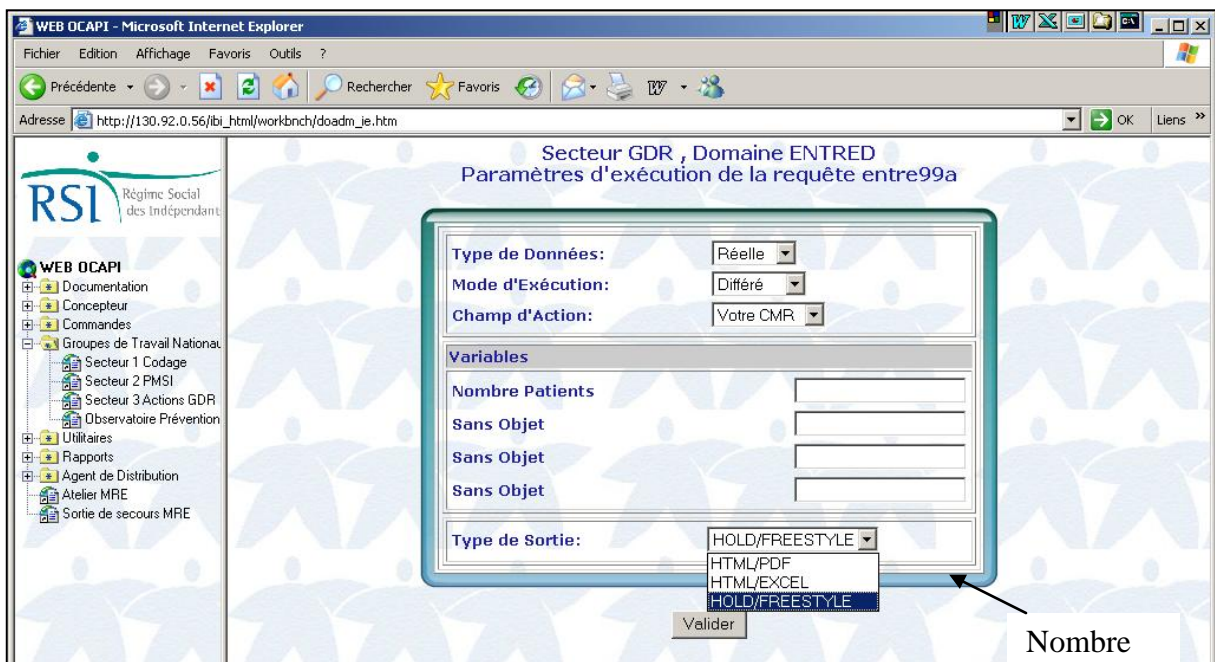 WEB OCAPI - Microsoft Internet Explorer
Fichier Edition Affichage Favoris Outils ?
Précédente Rechercher Favoris
Adresse http://130.92.0.56/ibi_html/workbnch/doadm_ie.htm OK Liens »
RSI Régime Social
des Indépendant
Secteur GDR , Domaine ENTRED
Paramètres d'exécution de la requête entre99a
WEB OCAPI
Documentation
Concepteur
Commandes
Groupes de Travail Nationau
Secteur 1 Codage
Secteur 2 PMSI
Secteur 3 Actions GDR
Observatoire Prévention
Utilitaires
Rapports
Agent de Distribution
Atelier MRE
Sortie de secours MRE
Type de Données: Réelle
Mode d'Exécution: Différé
Champ d'Action: Votre CMR
Variables
Nombre Patients
Sans Objet
Sans Objet
Sans Objet
Type de Sortie: HOLD/FREESTYLE
HTML/PDF
HTML/EXCEL
HOLD/FREESTYLE
Valider
Nombre